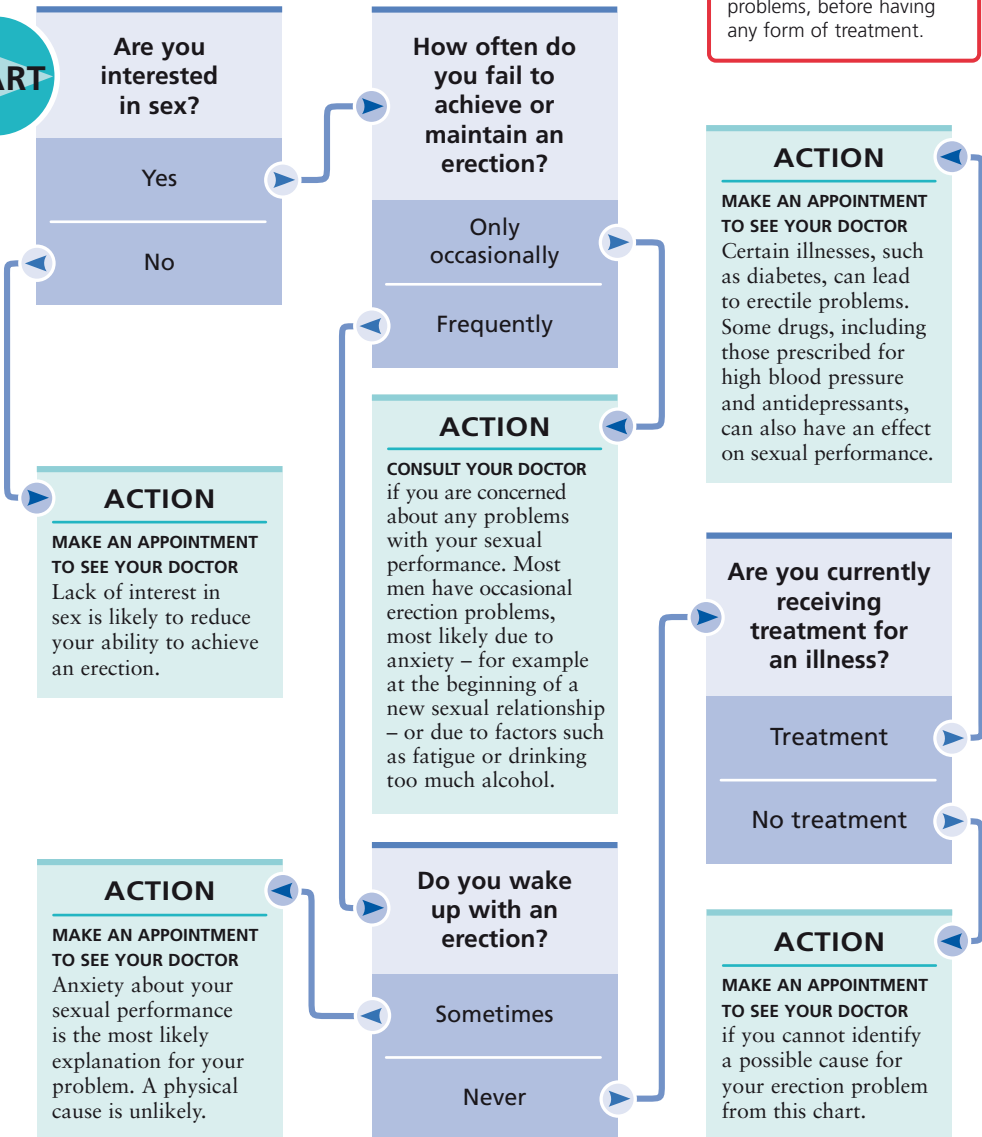 ART
Are you
interested
in sex?
Yes
No
ACTION
MAKE AN APPOINTMENT
TO SEE YOUR DOCTOR
Lack of interest in
sex is likely to reduce
your ability to achieve
an erection.
ACTION
MAKE AN APPOINTMENT
TO SEE YOUR DOCTOR
Anxiety about your
sexual performance
is the most likely
explanation for your
problem. A physical
cause is unlikely.
How often do
you fail to
achieve or
maintain an
erection?
Only
occasionally
Frequently
ACTION
CONSULT YOUR DOCTOR
if you are concerned
about any problems
with your sexual
performance. Most
men have occasional
erection problems,
most likely due to
anxiety – for example
at the beginning of a
new sexual relationship
– or due to factors such
as fatigue or drinking
too much alcohol.
Do you wake
up with an
erection?
Sometimes
Never
problems, before having
any form of treatment.
ACTION
MAKE AN APPOINTMENT
TO SEE YOUR DOCTOR
Certain illnesses, such
as diabetes, can lead
to erectile problems.
Some drugs, including
those prescribed for
high blood pressure
and antidepressants,
can also have an effect
on sexual performance.
Are you currently
receiving
treatment for
an illness?
Treatment
No treatment
ACTION
MAKE AN APPOINTMENT
TO SEE YOUR DOCTOR
if you cannot identify
a possible cause for
your erection problem
from this chart.